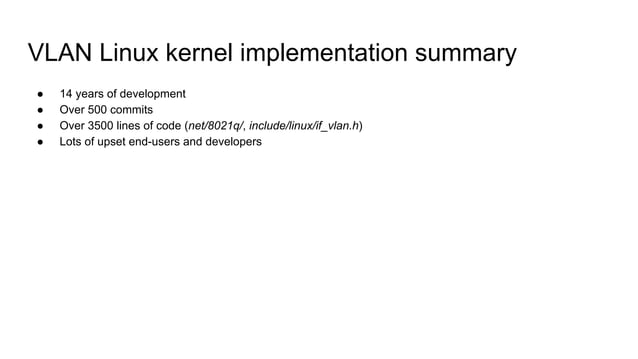 VLAN Linux kernel implementation summary
● 14 years of development
● Over 500 commits
● Over 3500 lines of code (net/8021q/, include/linux/if_vlan.h)
● Lots of upset end-users and developers